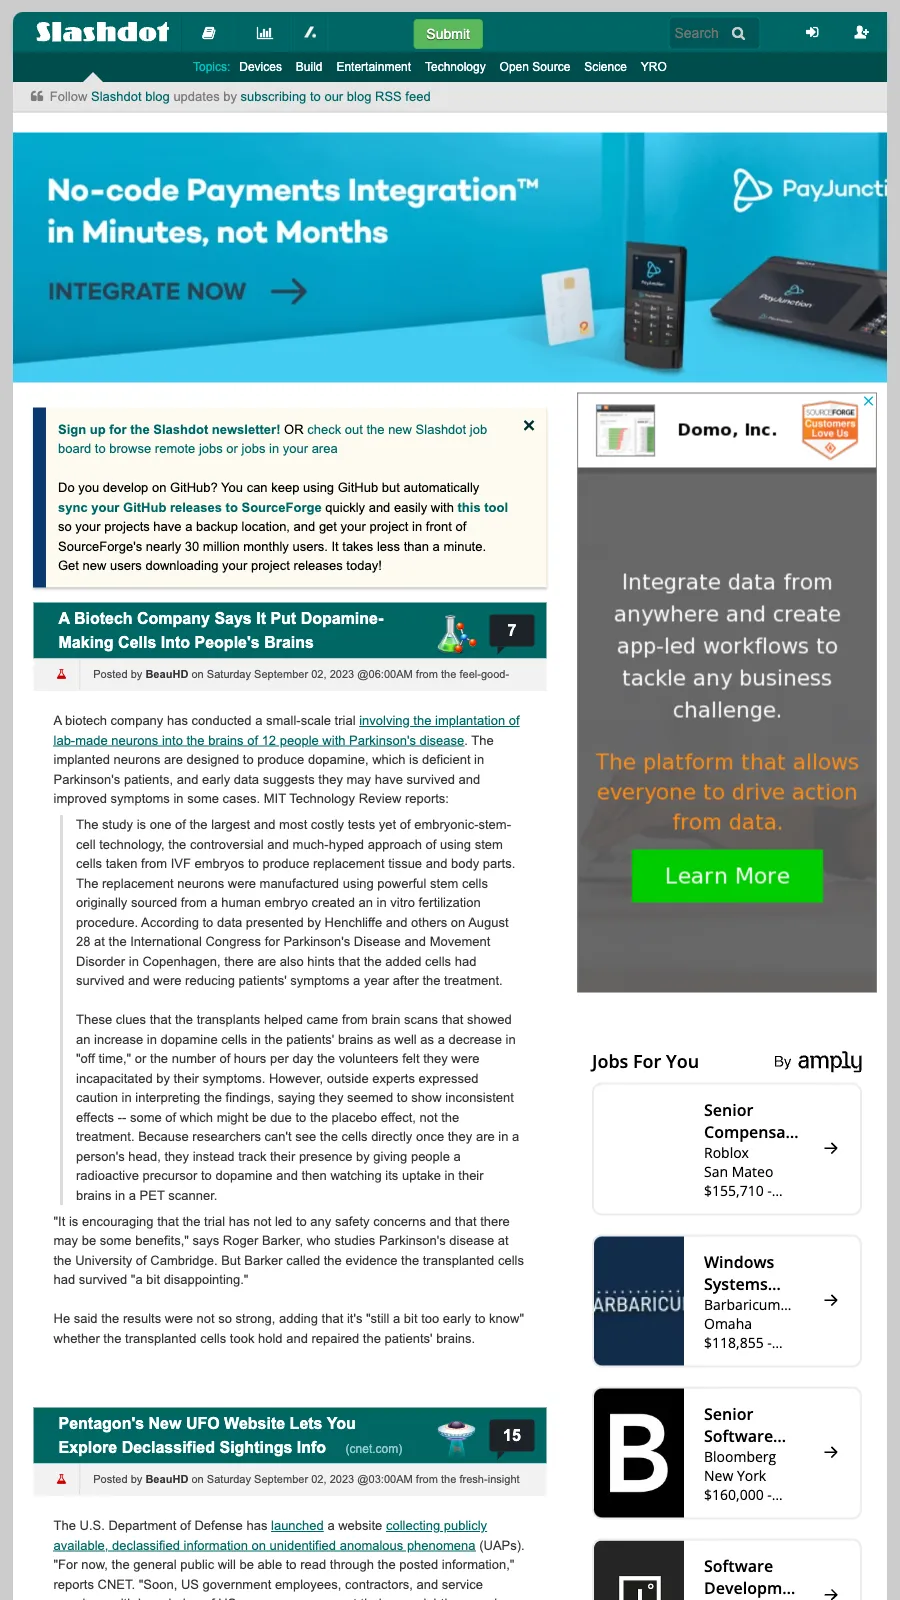 Slashdot
Submit
Search
Topics: Devices Build Entertainment Technology Open Source Science YRO
Follow Slashdot blog updates by subscribing to our blog RSS feed
No-code Payments Integration™
in Minutes, not Months
INTEGRATE NOW
PayJuncti
PayJunction
PayJunction
PayJunction
Sign up for the Slashdot newsletter! OR check out the new Slashdot job
board to browse remote jobs or jobs in your area
Do you develop on GitHub? You can keep using GitHub but automatically
sync your GitHub releases to SourceForge quickly and easily with this tool
so your projects have a backup location, and get your project in front of
SourceForge's nearly 30 million monthly users. It takes less than a minute.
Get new users downloading your project releases today!
A Biotech Company Says It Put Dopamine-
Making Cells Into People's Brains
7
Posted by BeauHD on Saturday September 02, 2023 @06:00AM from the feel-good-
A biotech company has conducted a small-scale trial involving the implantation of
lab-made neurons into the brains of 12 people with Parkinson's disease. The
implanted neurons are designed to produce dopamine, which is deficient in
Parkinson's patients, and early data suggests they may have survived and
improved symptoms in some cases. MIT Technology Review reports:
The study is one of the largest and most costly tests yet of embryonic-stem-
cell technology, the controversial and much-hyped approach of using stem
cells taken from IVF embryos to produce replacement tissue and body parts.
The replacement neurons were manufactured using powerful stem cells
originally sourced from a human embryo created an in vitro fertilization
procedure. According to data presented by Henchliffe and others on August
28 at the International Congress for Parkinson's Disease and Movement
Disorder in Copenhagen, there are also hints that the added cells had
survived and were reducing patients' symptoms a year after the treatment.
These clues that the transplants helped came from brain scans that showed
an increase in dopamine cells in the patients' brains as well as a decrease in
"off time," or the number of hours per day the volunteers felt they were
incapacitated by their symptoms. However, outside experts expressed
caution in interpreting the findings, saying they seemed to show inconsistent
effects -- some of which might be due to the placebo effect, not the
treatment. Because researchers can't see the cells directly once they are in a
person's head, they instead track their presence by giving people a
radioactive precursor to dopamine and then watching its uptake in their
brains in a PET scanner.
"It is encouraging that the trial has not led to any safety concerns and that there
may be some benefits," says Roger Barker, who studies Parkinson's disease at
the University of Cambridge. But Barker called the evidence the transplanted cells
had survived "a bit disappointing."
He said the results were not so strong, adding that it's "still a bit too early to know"
whether the transplanted cells took hold and repaired the patients' brains.
Pentagon's New UFO Website Lets You
Explore Declassified Sightings Info (cnet.com)
15
Posted by BeauHD on Saturday September 02, 2023 @03:00AM from the fresh-insight
The U.S. Department of Defense has launched a website collecting publicly
available, declassified information on unidentified anomalous phenomena (UAPs).
"For now, the general public will be able to read through the posted information,"
reports CNET. "Soon, US government employees, contractors, and service
Domo, Inc.
SOURCEFORGE
Customers
Love Us
Integrate data from
anywhere and create
app-led workflows to
tackle any business
challenge.
The platform that allows
everyone to drive action
from data.
Learn More
Jobs For You
By amply
Senior
Compensa...
Roblox
San Mateo
$155,710 -...
ARBARICU
Windows
Systems...
Barbaricum...
Omaha
$118,855 -...
B
Senior
Software...
Bloomberg
New York
$160,000 -...
Software
Developm...